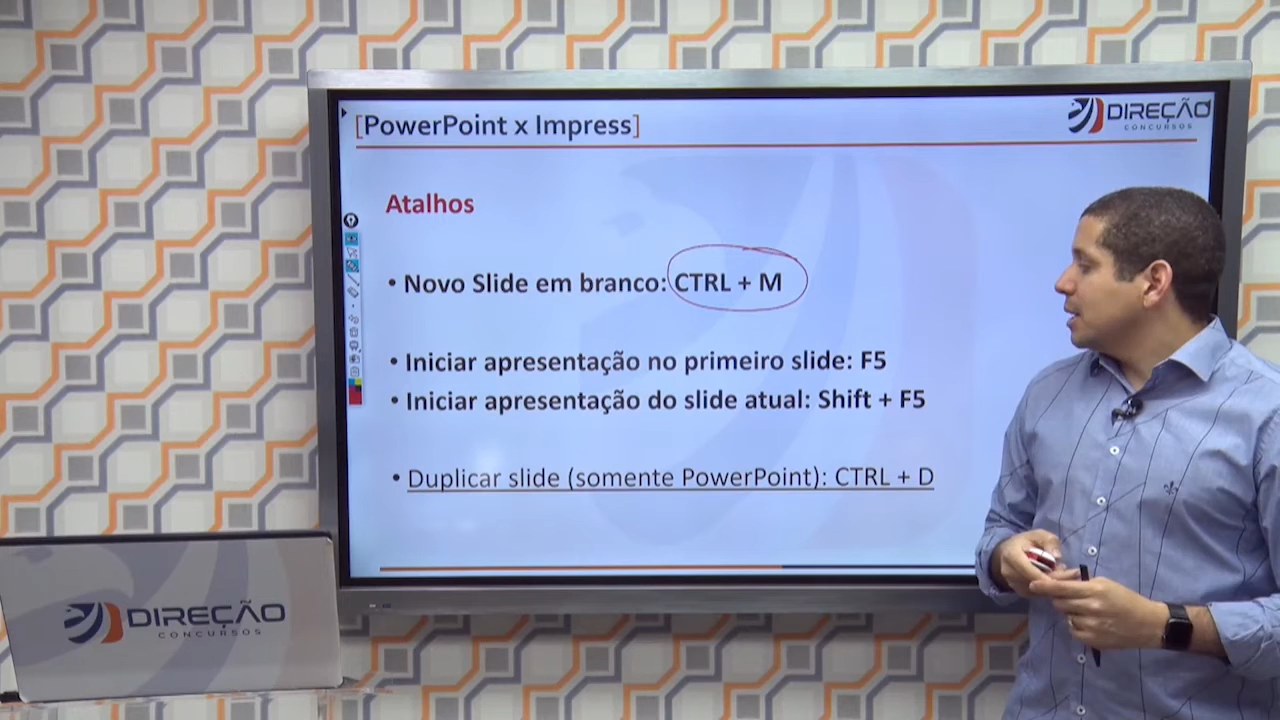 [PowerPoint x Impress]
DIREÇÃO
CONCURSOS
Atalhos
• Novo Slide em branco: CTRL + M
• Iniciar apresentação no primeiro slide: F5
• Iniciar apresentação do slide atual: Shift + F5
• Duplicar slide (somente PowerPoint): CTRL + D
DIREÇÃO
CONCURSOS